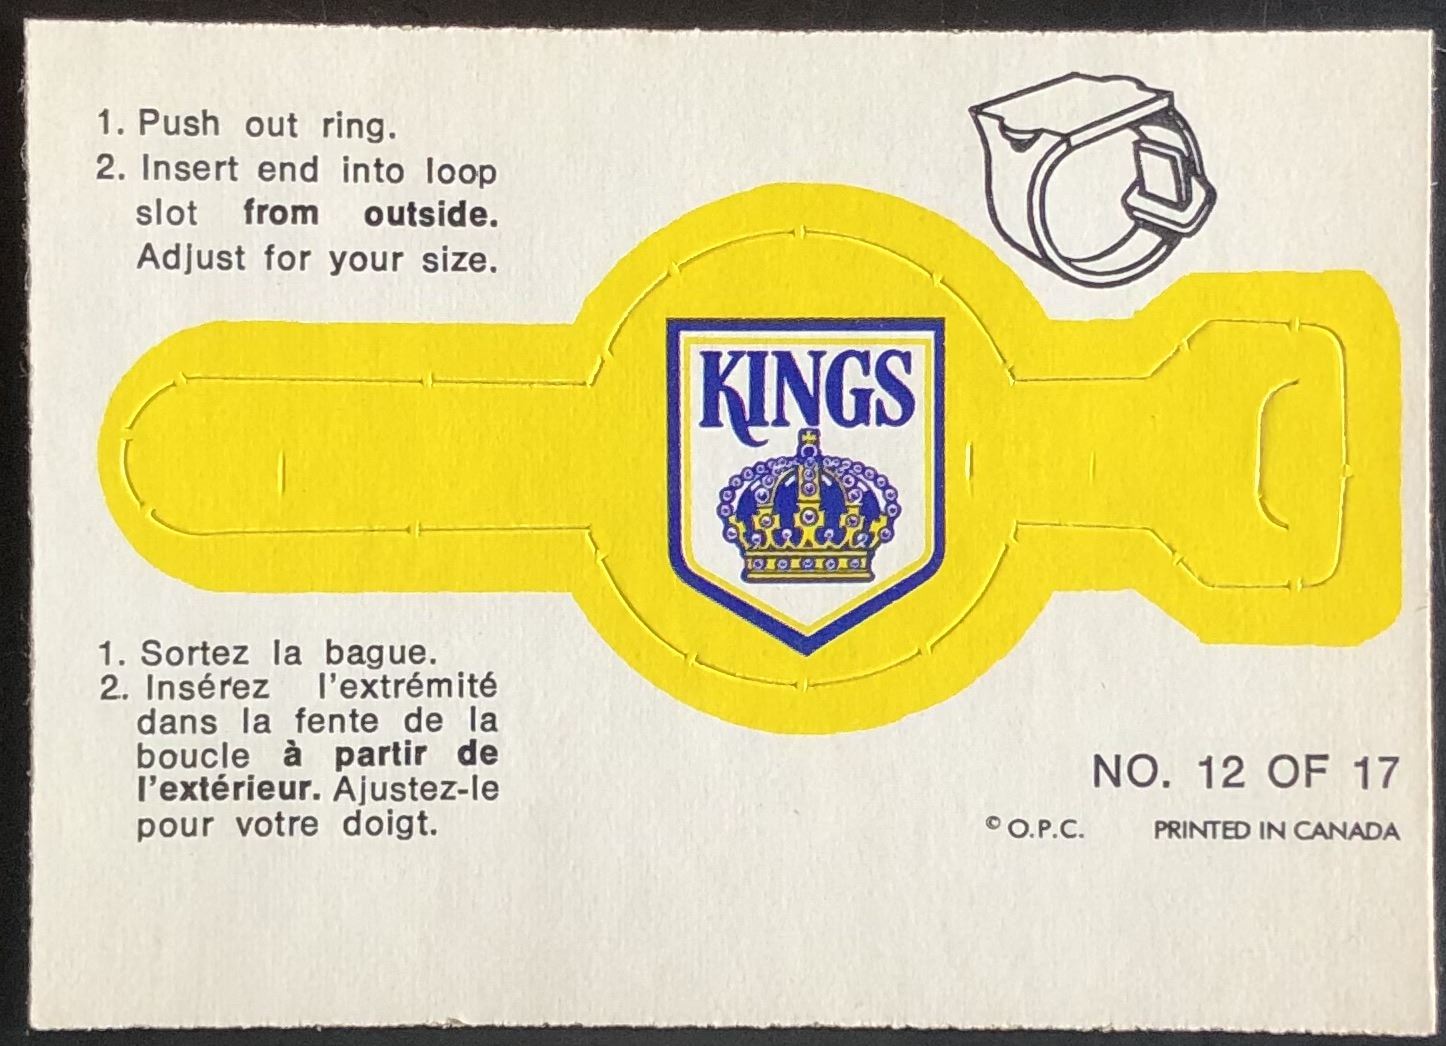 1. Push out ring.
2. Insert end into loop
slot from outside.
Adjust for your size.
KINGS
1. Sortez la bague.
2. Insérez l'extrémité
dans la fente de la
boucle à partir de
l'extérieur. Ajustez-le
pour votre doigt.
NO. 12 OF 17
© O.P.C. PRINTED IN CANADA